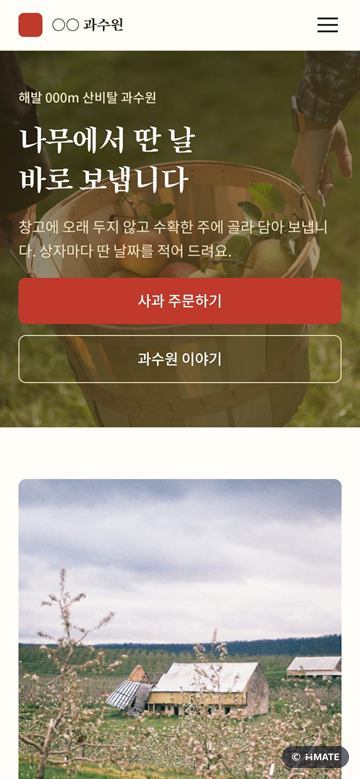 ○○ 과수원
해발 000m 산비탈 과수원
나무에서 딴 날
바로 보냅니다
창고에 오래 두지 않고 수확한 주에 골라 담아 보냅니
다. 상자마다 딴 날짜를 적어 드려요.
사과 주문하기
과수원 이야기
© HMATE